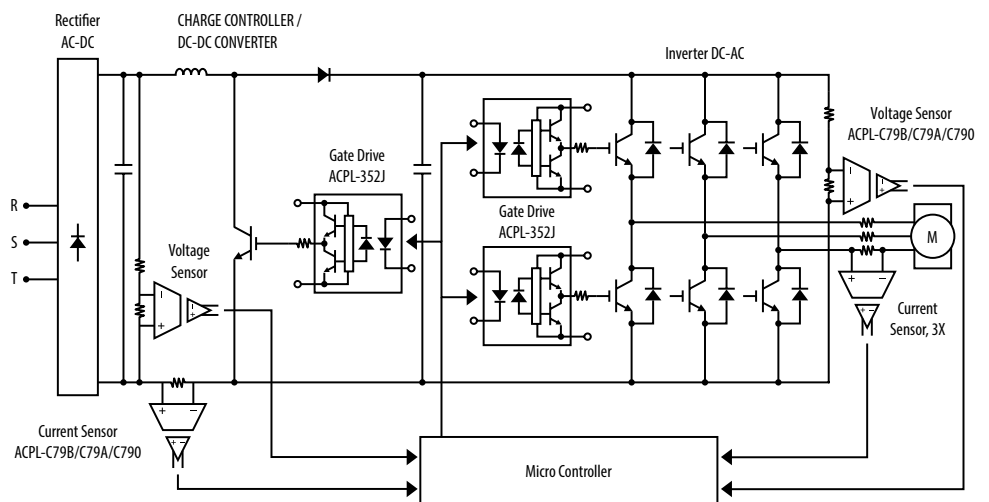 Rectifier
AC-DC
CHARGE CONTROLLER /
DC-DC CONVERTER
Inverter DC-AC
Voltage Sensor
ACPL-C79B/C79A/C790
Gate Drive
ACPL-352J
Gate Drive
ACPL-352J
R
S
T
Voltage
Sensor
M
Current
Sensor, 3X
Current Sensor
ACPL-C79B/C79A/C790
Micro Controller
I
+
I
+
I
+
I
+
+ −
+ −
+ −
+ −